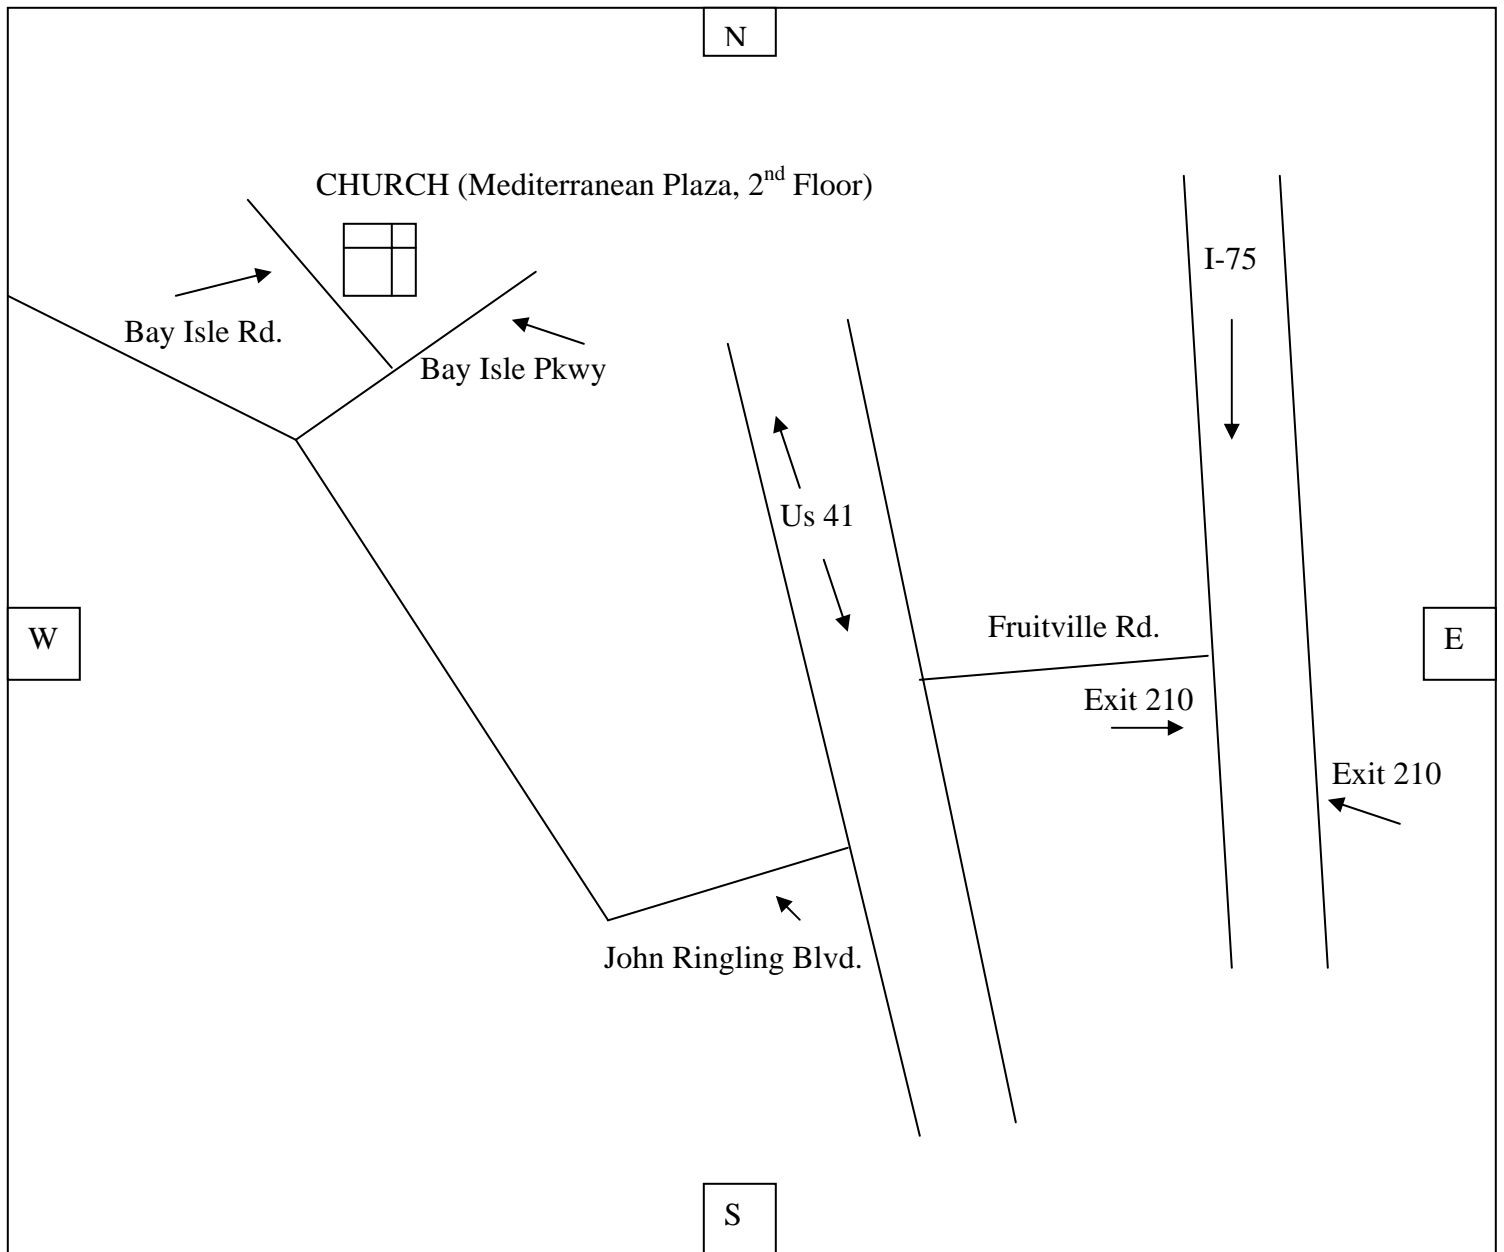 N
CHURCH (Mediterranean Plaza, 2nd Floor)
I-75
Bay Isle Rd.
Bay Isle Pkwy
Us 41
Fruitville Rd.
W
E
Exit 210
Exit 210
John Ringling Blvd.
S